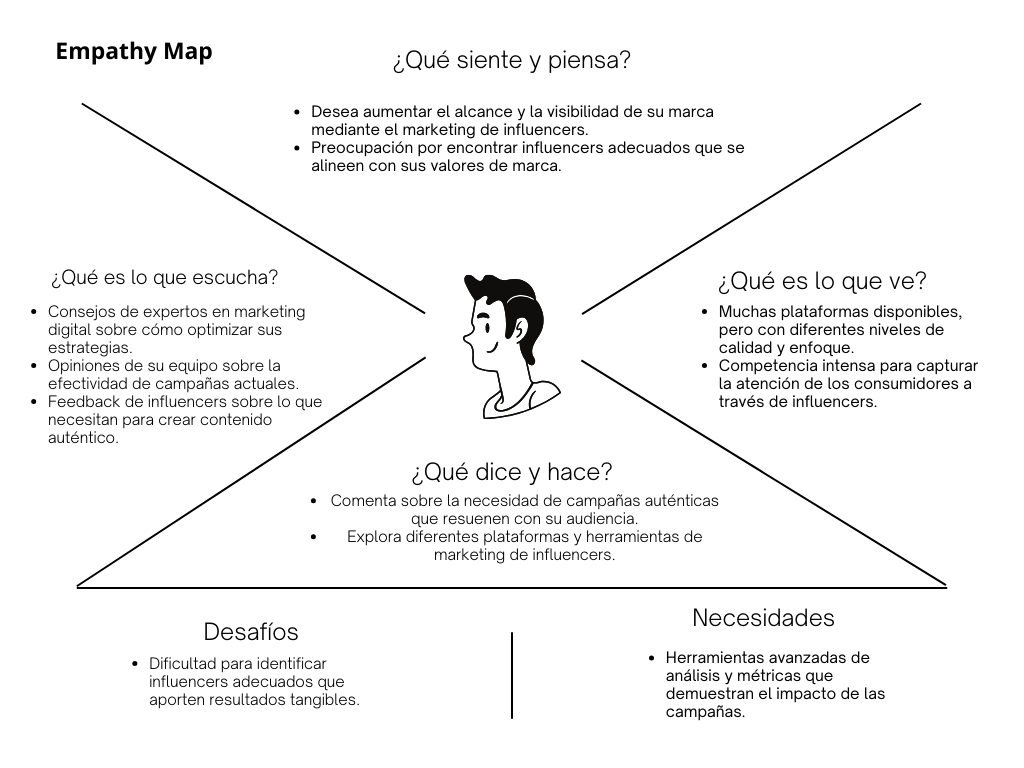 Empathy Map
¿Qué siente y piensa?
• Desea aumentar el alcance y la visibilidad de su marca
mediante el marketing de influencers.
• Preocupación por encontrar influencers adecuados que se
alineen con sus valores de marca.
¿Qué es lo que escucha?
• Consejos de expertos en marketing
digital sobre cómo optimizar sus
estrategias.
• Opiniones de su equipo sobre la
efectividad de campañas actuales.
• Feedback de influencers sobre lo que
necesitan para crear contenido
auténtico.
¿Qué es lo que ve?
• Muchas plataformas disponibles,
pero con diferentes niveles de
calidad y enfoque.
• Competencia intensa para capturar
la atención de los consumidores a
través de influencers.
¿Qué dice y hace?
• Comenta sobre la necesidad de campañas auténticas
que resuenen con su audiencia.
• Explora diferentes plataformas y herramientas de
marketing de influencers.
Desafíos
• Dificultad para identificar
influencers adecuados que
aporten resultados tangibles.
Necesidades
• Herramientas avanzadas de
análisis y métricas que
demuestran el impacto de las
campañas.